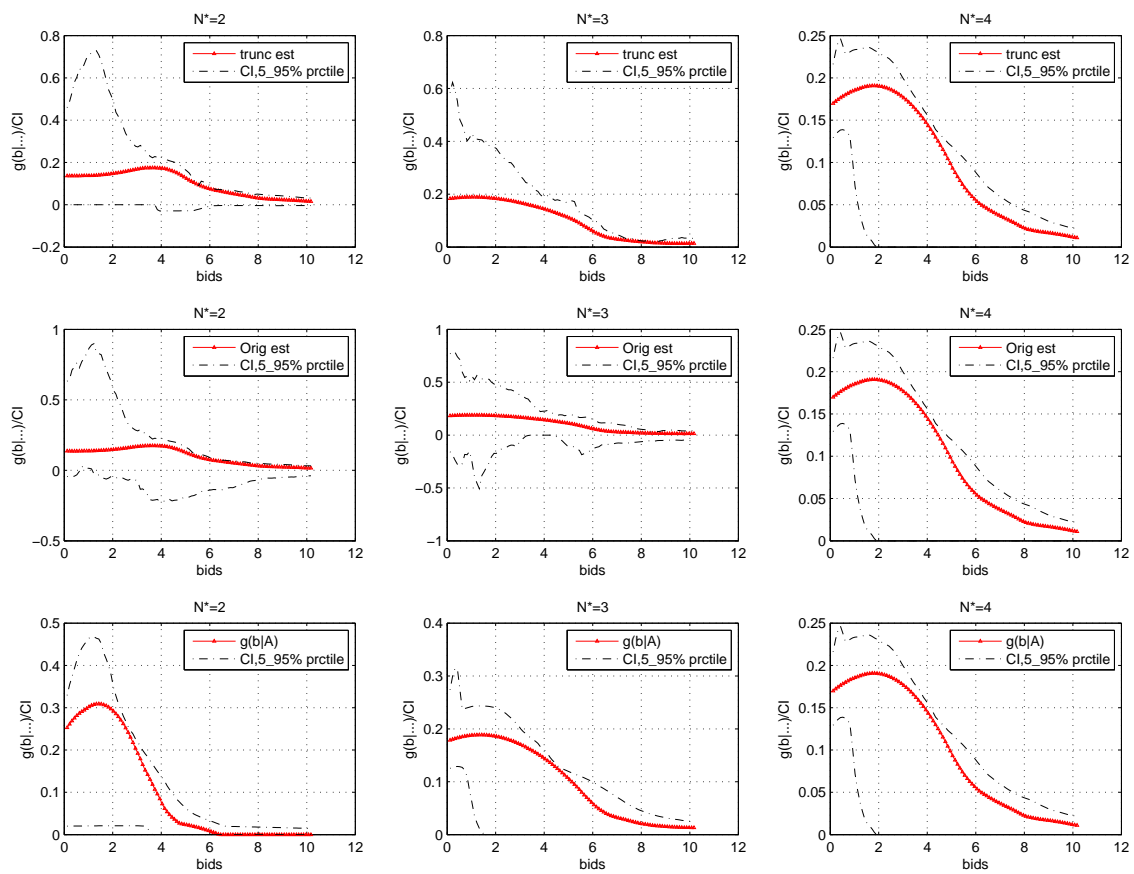 N*=2
0.8
0.6
0.4
0.2
0
−0.2
g(b|...)/CI
trunc est
CI,5_95% prctile
0 2 4 6 8 10 12
bids
N*=3
0.8
0.6
0.4
0.2
0
g(b|...)/CI
trunc est
CI,5_95% prctile
0 2 4 6 8 10 12
bids
N*=4
0.25
0.2
0.15
0.1
0.05
0
g(b|...)/CI
trunc est
CI,5_95% prctile
0 2 4 6 8 10 12
bids
N*=2
1
0.5
0
−0.5
g(b|...)/CI
Orig est
CI,5_95% prctile
0 2 4 6 8 10 12
bids
N*=3
1
0.5
0
−0.5
−1
g(b|...)/CI
Orig est
CI,5_95% prctile
0 2 4 6 8 10 12
bids
N*=4
0.25
0.2
0.15
0.1
0.05
0
g(b|...)/CI
Orig est
CI,5_95% prctile
0 2 4 6 8 10 12
bids
N*=2
0.5
0.4
0.3
0.2
0.1
0
g(b|...)/CI
g(b|A)
CI,5_95% prctile
0 2 4 6 8 10 12
bids
N*=3
0.4
0.3
0.2
0.1
0
g(b|...)/CI
g(b|A)
CI,5_95% prctile
0 2 4 6 8 10 12
bids
N*=4
0.25
0.2
0.15
0.1
0.05
0
g(b|...)/CI
g(b|A)
CI,5_95% prctile
0 2 4 6 8 10 12
bids